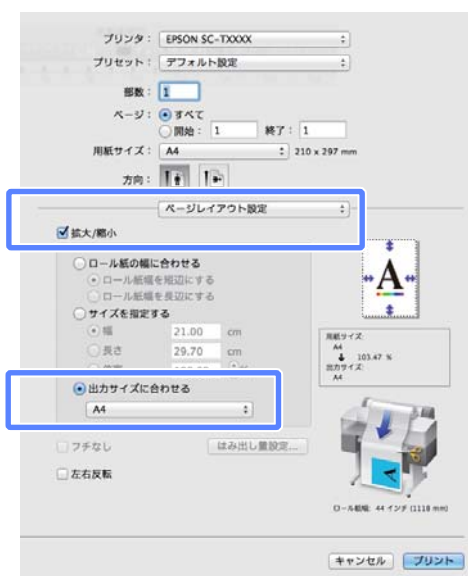 プリンタ： EPSON SC-TXXXX
プリセット： デフォルト設定
部数： 1
ページ： すべて
開始： 1 終了： 1
用紙サイズ： A4 210 x 297 mm
方向：
ページレイアウト設定
拡大/縮小
ロール紙の幅に合わせる
ロール紙幅を短辺にする
ロール紙幅を長辺にする
サイズを指定する
幅 21.00 cm
長さ 29.70 cm
出力サイズに合わせる
A4
フチなし はみ出し量設定...
左右反転
A
用紙サイズ:
A4
103.47 %
出力サイズ:
A4
ロール紙幅: 44 インチ (1118 mm)
キャンセル プリント